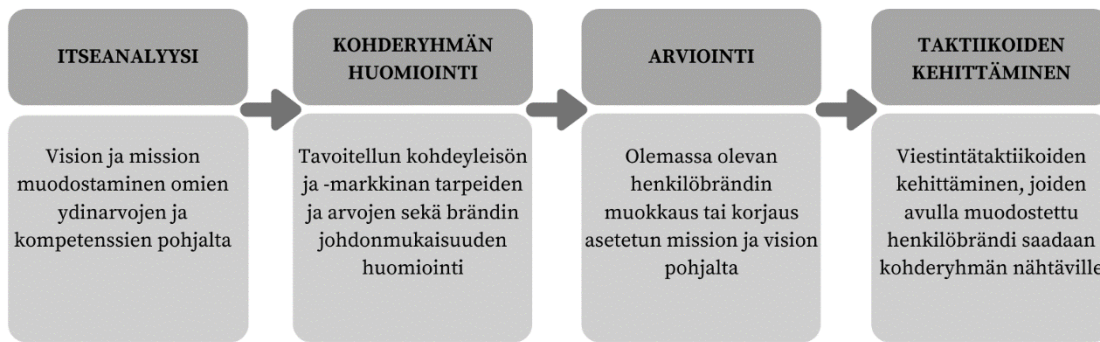 ITSEANALYYSI
Vision ja mission
muodostaminen omien
ydinarvojen ja
kompetenssien pohjalta
KOHDERYHMÄN
HUOMIOINTI
Tavoitellun kohdeyleisön
ja -markkinan tarpeiden
ja arvojen sekä brändin
johdonmukaisuuden
huomiointi
ARVIOINTI
Olemassa olevan
henkilöbrändin
muokkaus tai korjaus
asetetun mission ja vision
pohjalta
TAKTIIKOIDEN
KEHITTÄMINEN
Viestintätaktiikoiden
kehittäminen, joiden
avulla muodostettu
henkilöbrändi saadaan
kohderyhmän nähtäville